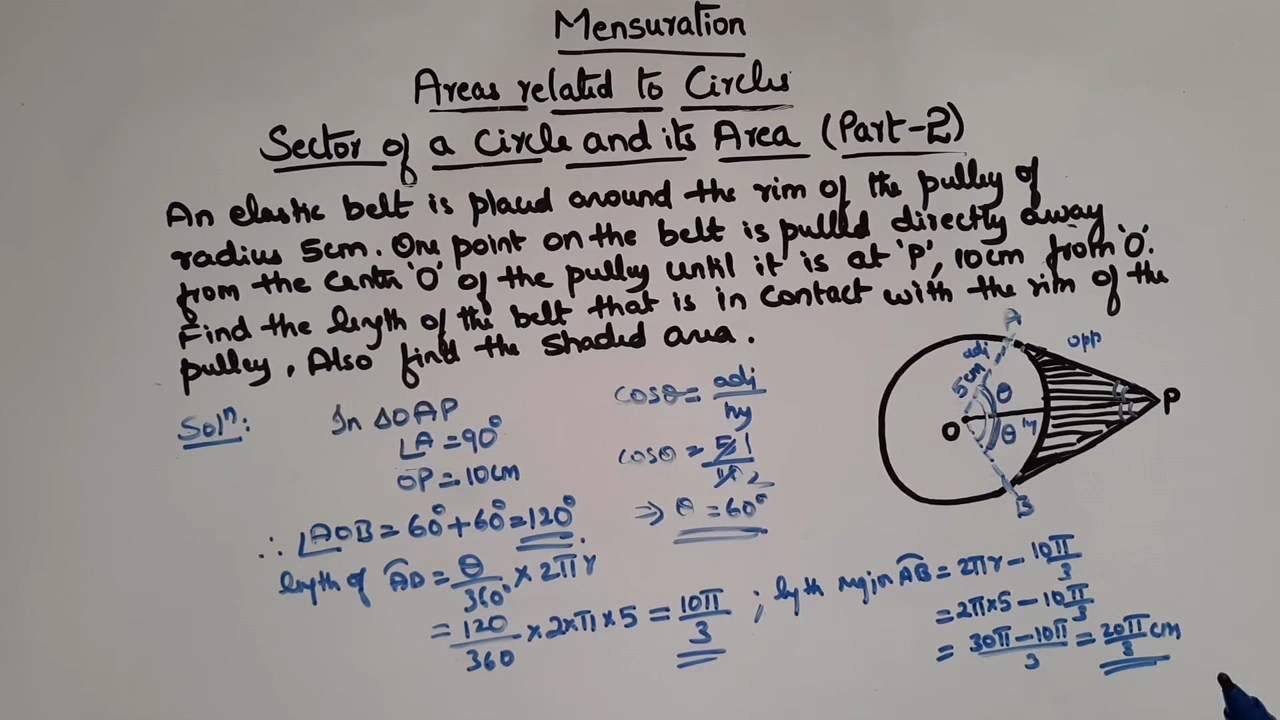 Mensuration
Areas related to Circles
Sector of a Circle and its Area (Part-2)
An elastic belt is placed around the rim of the pulley of
radius 5cm. One point on the belt is pulled directly away
from the Centre 'O' of the pulley until it is at 'P', 10cm from 'O'.
Find the length of the belt that is in contact with the rim of the
pulley, Also find the shaded area.
Soln:
In △OAP
∠A = 90°
OP = 10cm
∴ ∠AOB = 60° + 60° = 120°.
cosθ = adj/hy
cosθ = 5 1/10 2
⇒ θ = 60°
length of AB = θ/360° × 2πr
= 120/360 × 2×π×5 = 10π/3 ;
lgth major AB = 2πr − 10π/3
= 2π×5 − 10π/3
= 30π − 10π/3 = 20π/3 cm
A
opp
adj
5cm
θ
O
hy
θ
P
B